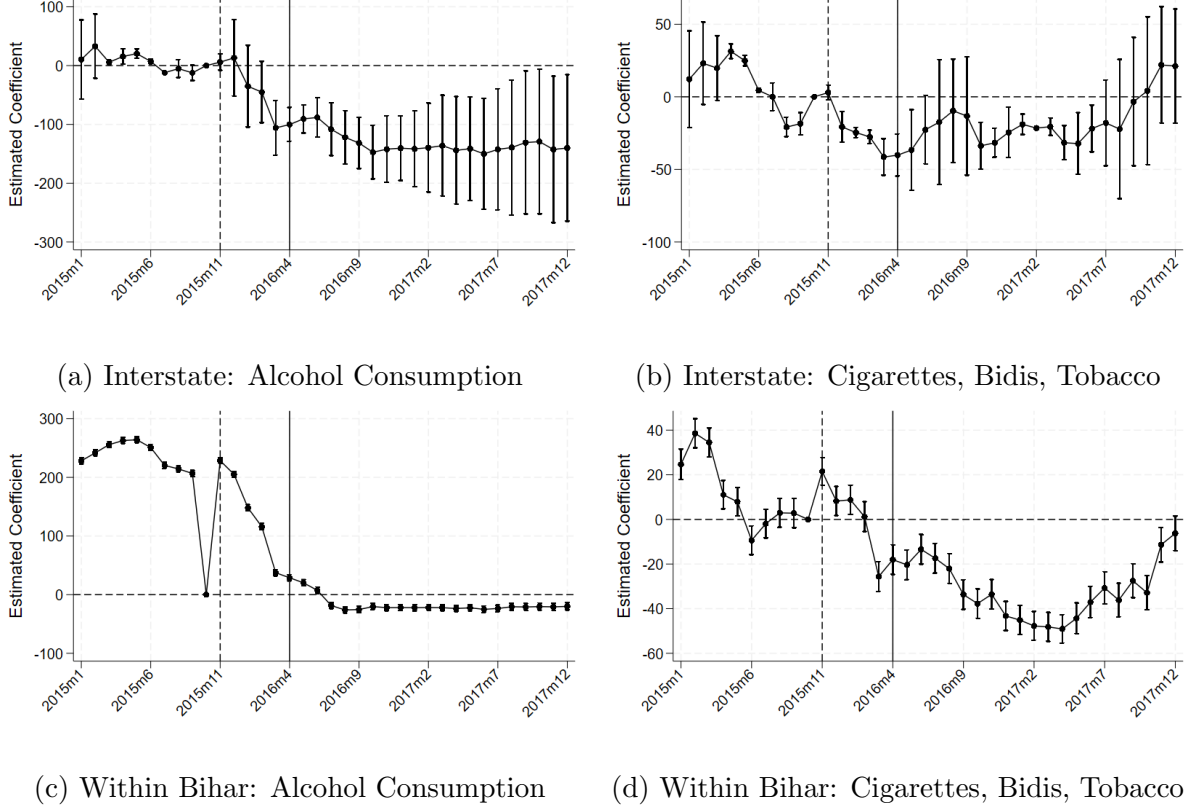 100
0
-100
-200
-300
Estimated Coefficient
2015m1
2015m6
2015m11
2016m4
2016m9
2017m2
2017m7
2017m12
(a) Interstate: Alcohol Consumption
50
0
-50
-100
Estimated Coefficient
2015m1
2015m6
2015m11
2016m4
2016m9
2017m2
2017m7
2017m12
(b) Interstate: Cigarettes, Bidis, Tobacco
300
200
100
0
-100
Estimated Coefficient
2015m1
2015m6
2015m11
2016m4
2016m9
2017m2
2017m7
2017m12
(c) Within Bihar: Alcohol Consumption
40
20
0
-20
-40
-60
Estimated Coefficient
2015m1
2015m6
2015m11
2016m4
2016m9
2017m2
2017m7
2017m12
(d) Within Bihar: Cigarettes, Bidis, Tobacco